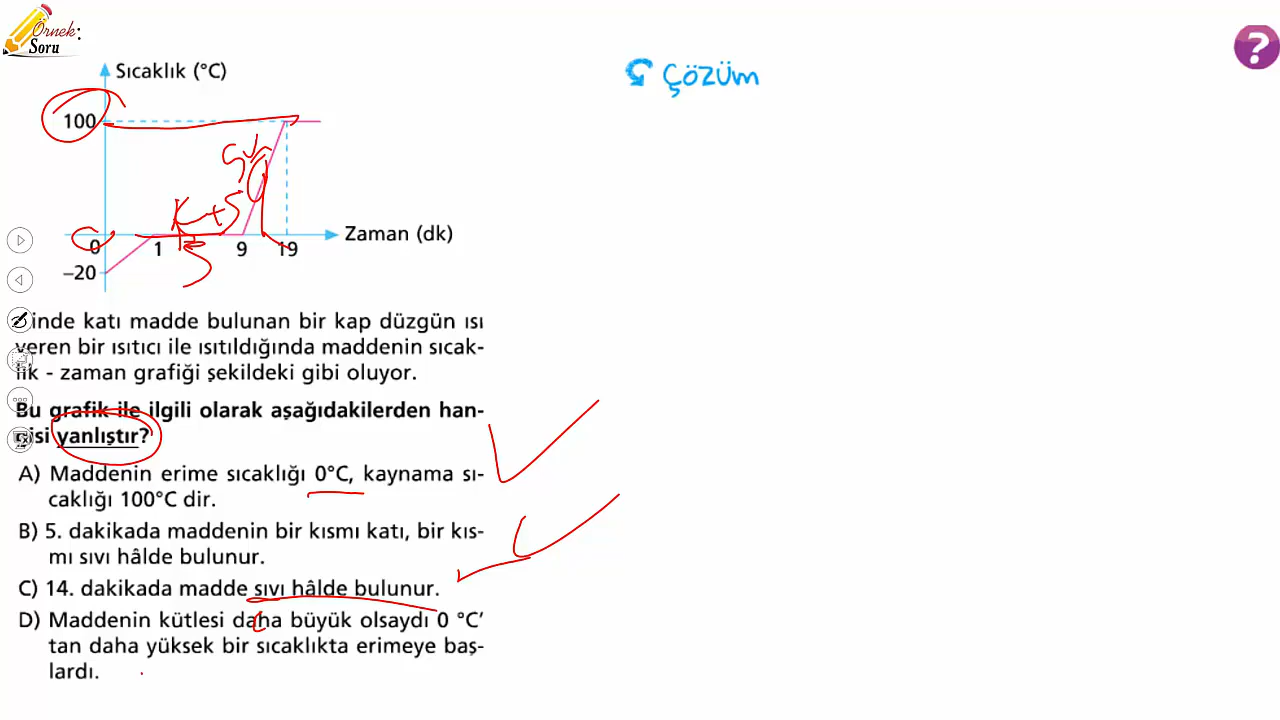 Örnek:
Soru
Çözüm
Sıcaklık (°C)
100
Sıvı
K+S
0
1
9
19
Zaman (dk)
5
–20
inde katı madde bulunan bir kap düzgün ısı
veren bir ısıtıcı ile ısıtıldığında maddenin sıcak-
lık - zaman grafiği şekildeki gibi oluyor.
Bu grafik ile ilgili olarak aşağıdakilerden han-
gisi yanlıştır?
A) Maddenin erime sıcaklığı 0°C, kaynama sı-
caklığı 100°C dir.
B) 5. dakikada maddenin bir kısmı katı, bir kıs-
mı sıvı hâlde bulunur.
C) 14. dakikada madde sıvı hâlde bulunur.
D) Maddenin kütlesi daha büyük olsaydı 0 °C’
tan daha yüksek bir sıcaklıkta erimeye baş-
lardı.